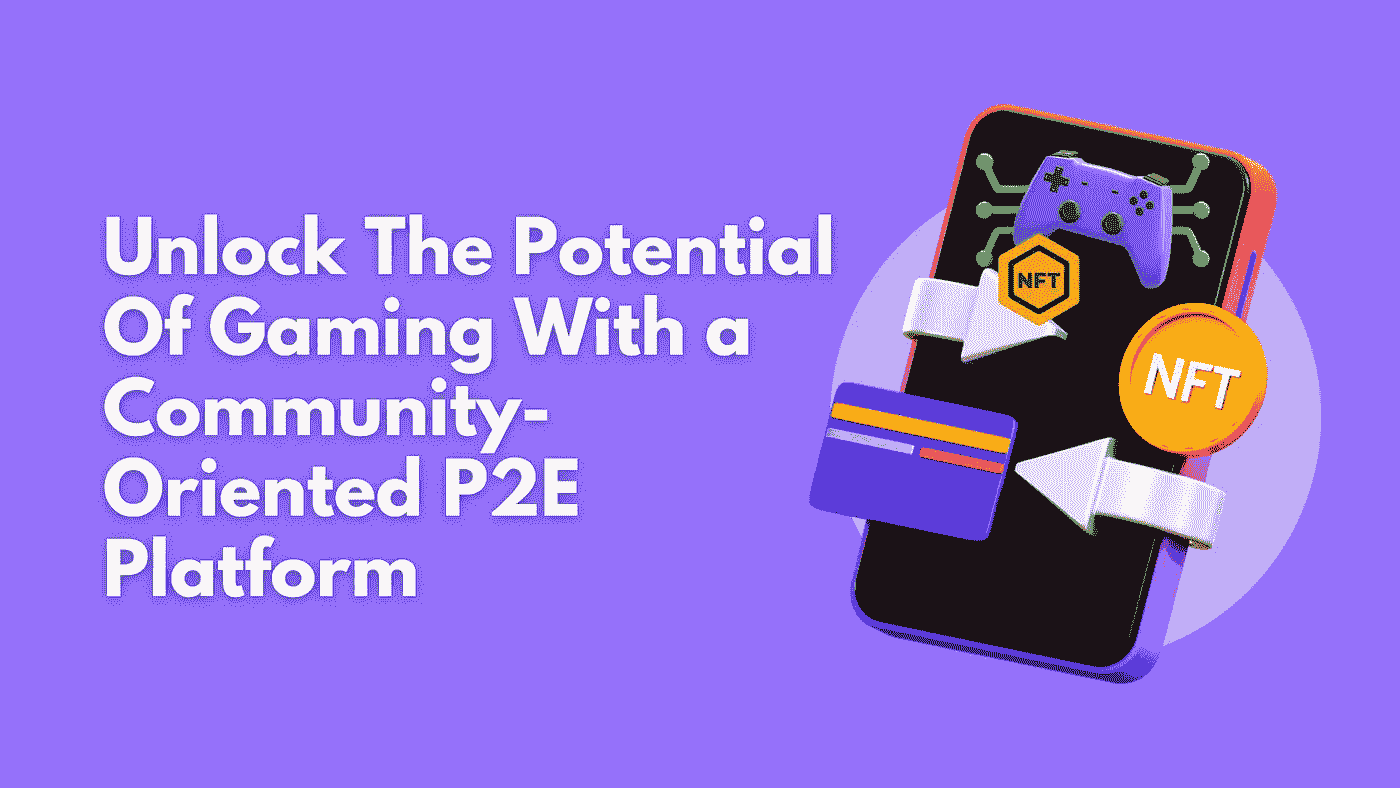 Unlock The Potential
Of Gaming With a
Community-
Oriented P2E
Platform
NFT
NFT